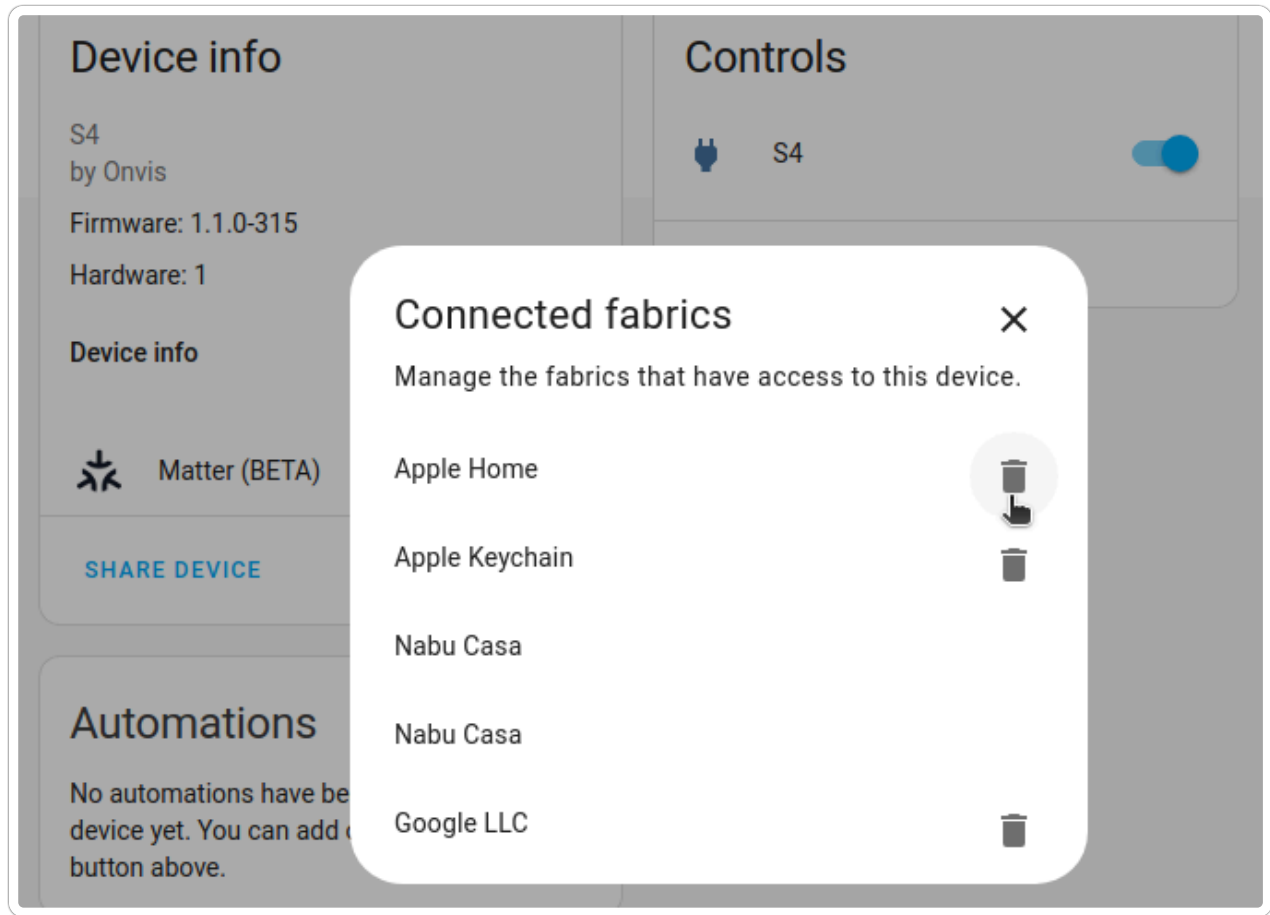 Device info
S4
by Onvis
Firmware: 1.1.0-315
Hardware: 1
Device info
Matter (BETA)
SHARE DEVICE
Automations
No automations have be
device yet. You can add
button above.
Controls
S4
Connected fabrics
Manage the fabrics that have access to this device.
Apple Home
Apple Keychain
Nabu Casa
Nabu Casa
Google LLC